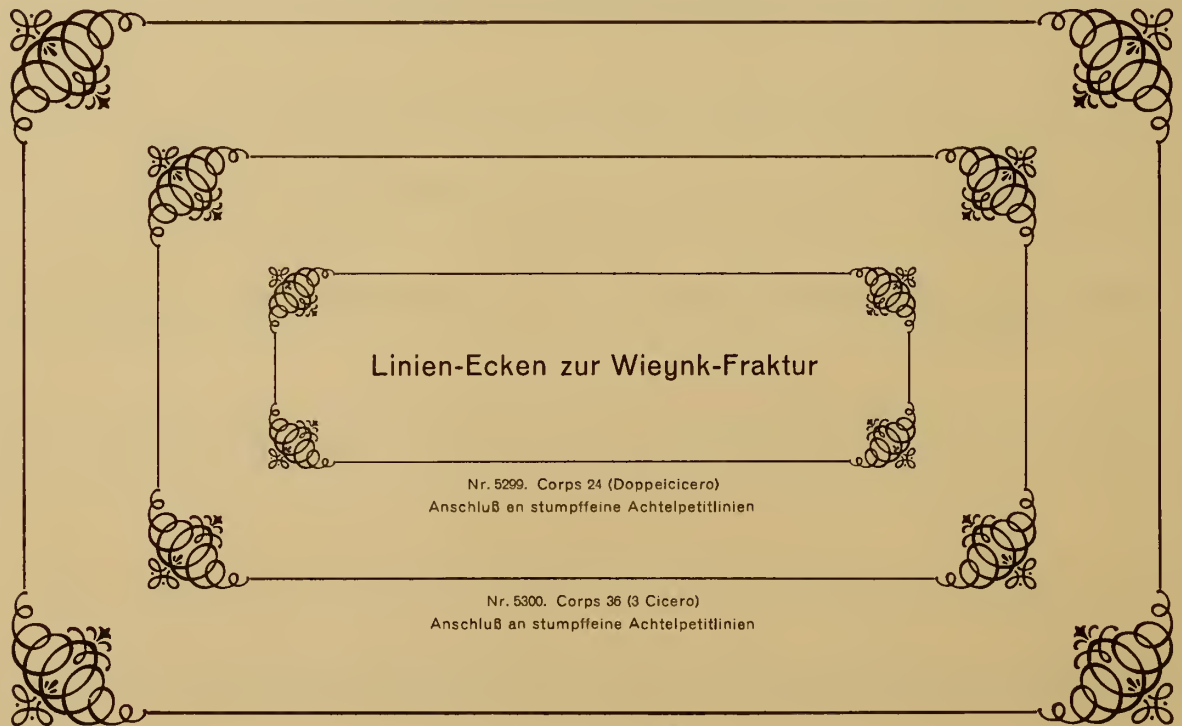 Linien-Ecken zur Wieynk-Fraktur
Nr. 5299. Corps 24 (Doppelcicero)
Anschluß en stumpffeine Achtelpetitlinien
Nr. 5300. Corps 36 (3 Cicero)
Anschluß an stumpffeine Achtelpetitlinien